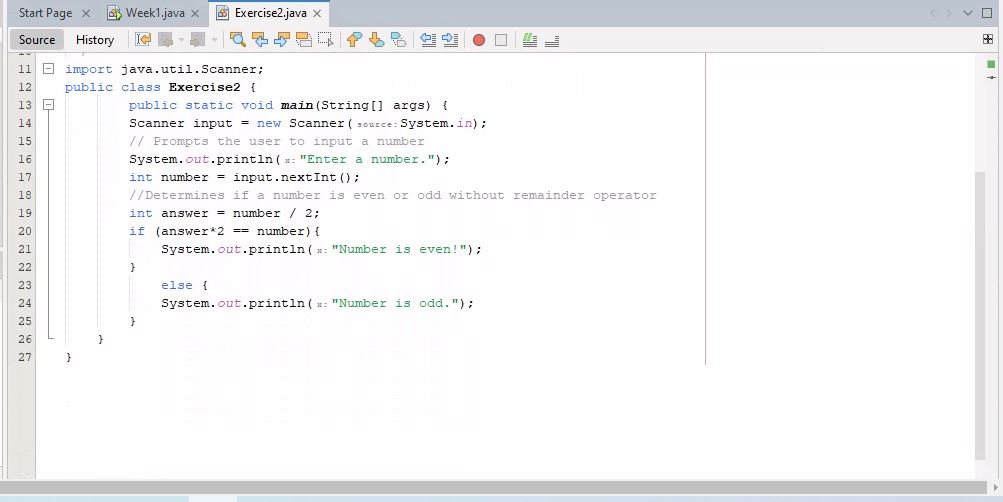 Start Page Week1.java Exercise2.java
Source History
11 import java.util.Scanner;
12 public class Exercise2 {
13 public static void main(String[] args) {
14 Scanner input = new Scanner( source: System.in);
15 // Prompts the user to input a number
16 System.out.println( x: "Enter a number.");
17 int number = input.nextInt();
18 //Determines if a number is even or odd without remainder operator
19 int answer = number / 2;
20 if (answer*2 == number){
21 System.out.println( x: "Number is even!");
22 }
23 else {
24 System.out.println( x: "Number is odd.");
25 }
26 }
27 }